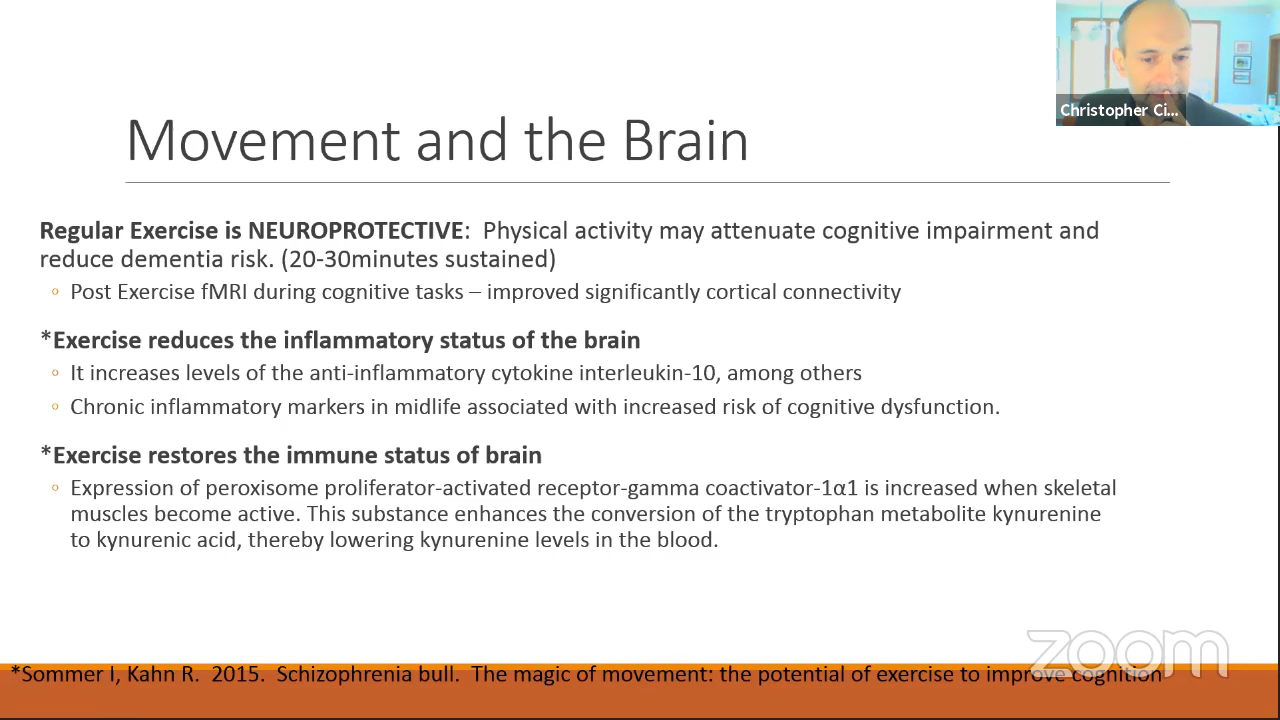 Christopher Ci...
Movement and the Brain
Regular Exercise is NEUROPROTECTIVE:  Physical activity may attenuate cognitive impairment and
reduce dementia risk. (20-30minutes sustained)
◦ Post Exercise fMRI during cognitive tasks – improved significantly cortical connectivity
*Exercise reduces the inflammatory status of the brain
◦ It increases levels of the anti-inflammatory cytokine interleukin-10, among others
◦ Chronic inflammatory markers in midlife associated with increased risk of cognitive dysfunction.
*Exercise restores the immune status of brain
◦ Expression of peroxisome proliferator-activated receptor-gamma coactivator-1α1 is increased when skeletal
muscles become active. This substance enhances the conversion of the tryptophan metabolite kynurenine
to kynurenic acid, thereby lowering kynurenine levels in the blood.
zoom
*Sommer I, Kahn R.  2015.  Schizophrenia bull.  The magic of movement: the potential of exercise to improve cognition